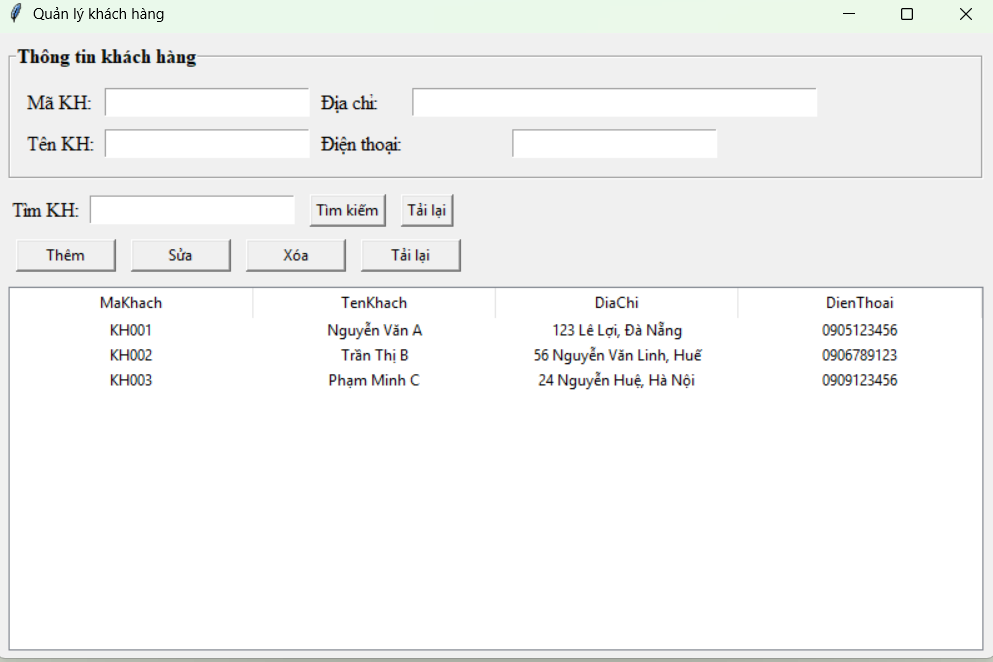 Quản lý khách hàng
Thông tin khách hàng
Mã KH: Địa chỉ:
Tên KH: Điện thoại:
Tìm KH: Tìm kiếm Tải lại
Thêm Sửa Xóa Tải lại
MaKhach TenKhach DiaChi DienThoai
KH001 Nguyễn Văn A 123 Lê Lợi, Đà Nẵng 0905123456
KH002 Trần Thị B 56 Nguyễn Văn Linh, Huế 0906789123
KH003 Phạm Minh C 24 Nguyễn Huệ, Hà Nội 0909123456